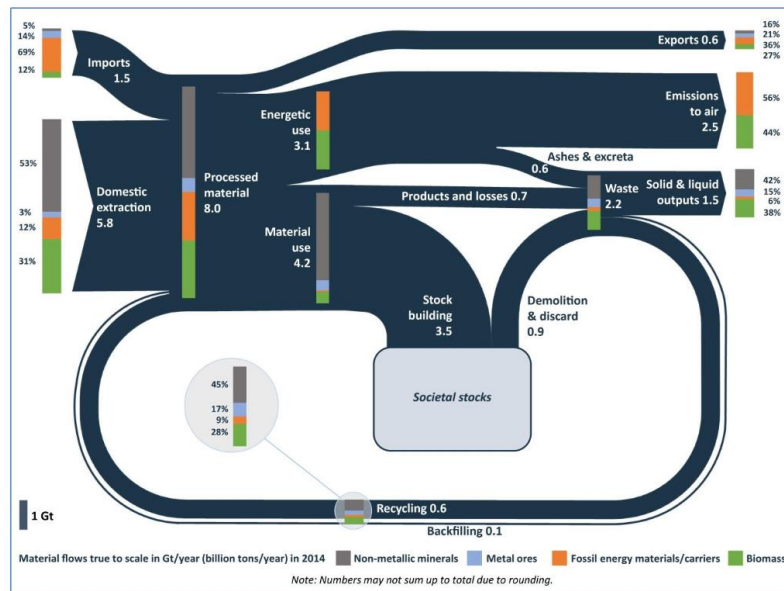 5%
14%
69%
12%
Imports
1.5
53%
3%
12%
31%
Domestic
extraction
5.8
Processed
material
8.0
Energetic
use
3.1
Material
use
4.2
Exports 0.6
16%
21%
36%
27%
Emissions
to air
2.5
56%
44%
Ashes & excreta
0.6
Products and losses 0.7
Waste
2.2
Solid & liquid
outputs 1.5
42%
15%
6%
38%
Stock
building
3.5
Demolition
& discard
0.9
Societal stocks
45%
17%
9%
28%
Recycling 0.6
Backfilling 0.1
1 Gt
Material flows true to scale in Gt/year (billion tons/year) in 2014 Non-metallic minerals Metal ores Fossil energy materials/carriers Biomass
Note: Numbers may not sum up to total due to rounding.